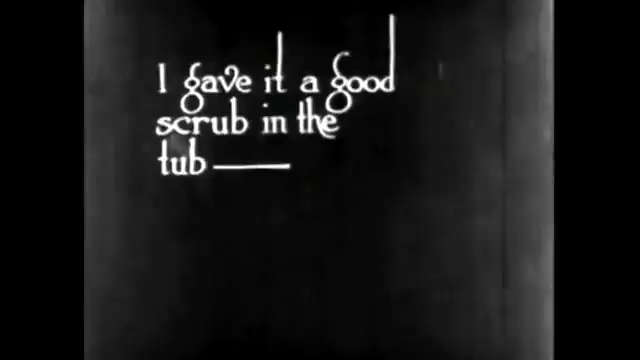 I gave it a good
scrub in the
tub ——